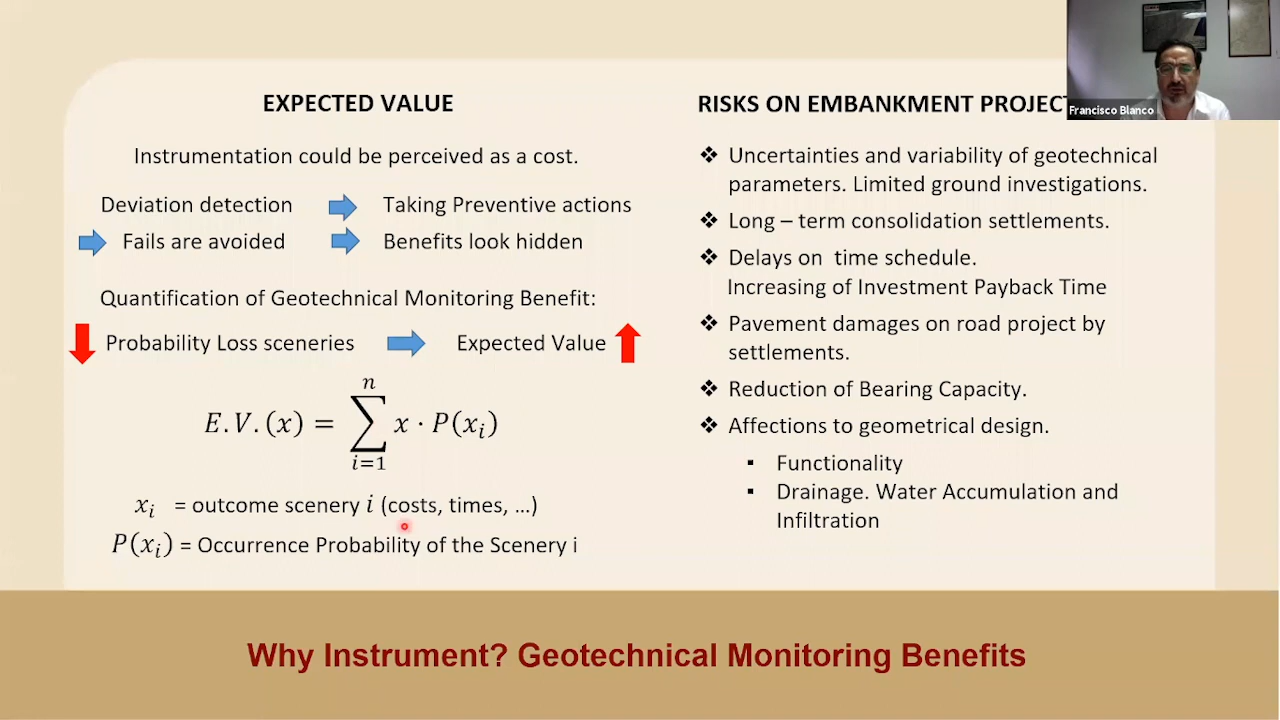 EXPECTED VALUE
Instrumentation could be perceived as a cost.
Deviation detection Taking Preventive actions
Fails are avoided Benefits look hidden
Quantification of Geotechnical Monitoring Benefit:
Probability Loss sceneries Expected Value
n
E.V.(x) = ∑ x · P(xᵢ)
i=1
xᵢ = outcome scenery i (costs, times, ...)
P(xᵢ) = Occurrence Probability of the Scenery i
RISKS ON EMBANKMENT PROJECT
❖ Uncertainties and variability of geotechnical
parameters. Limited ground investigations.
❖ Long – term consolidation settlements.
❖ Delays on time schedule.
Increasing of Investment Payback Time
❖ Pavement damages on road project by
settlements.
❖ Reduction of Bearing Capacity.
❖ Affections to geometrical design.
▪ Functionality
▪ Drainage. Water Accumulation and
Infiltration
Francisco Blanco
Why Instrument? Geotechnical Monitoring Benefits